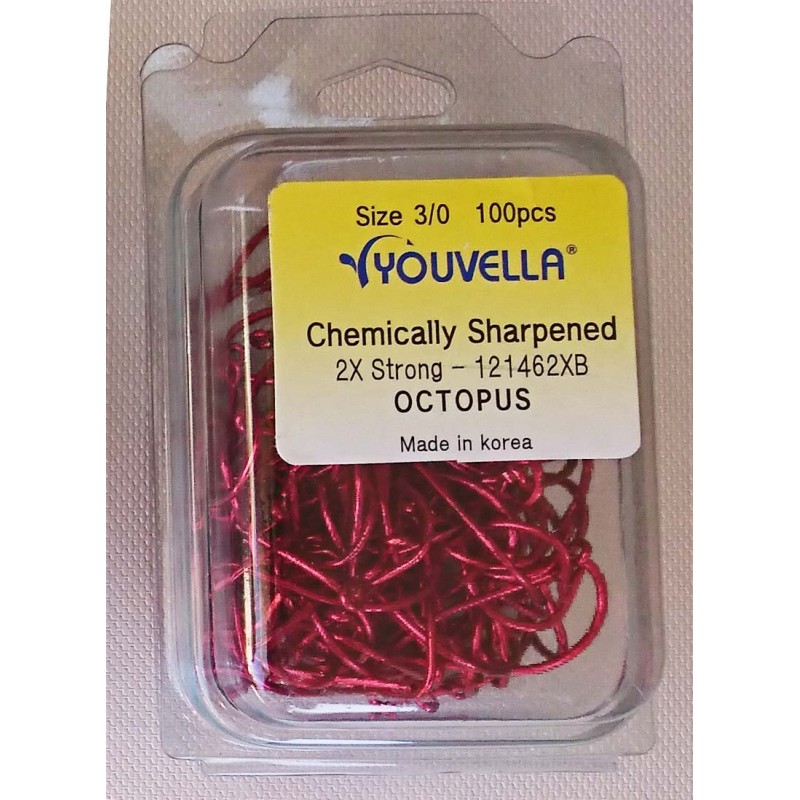 Size 3/0 100pcs
YOUVELLA®
Chemically Sharpened
2X Strong - 121462XB
OCTOPUS
Made in korea